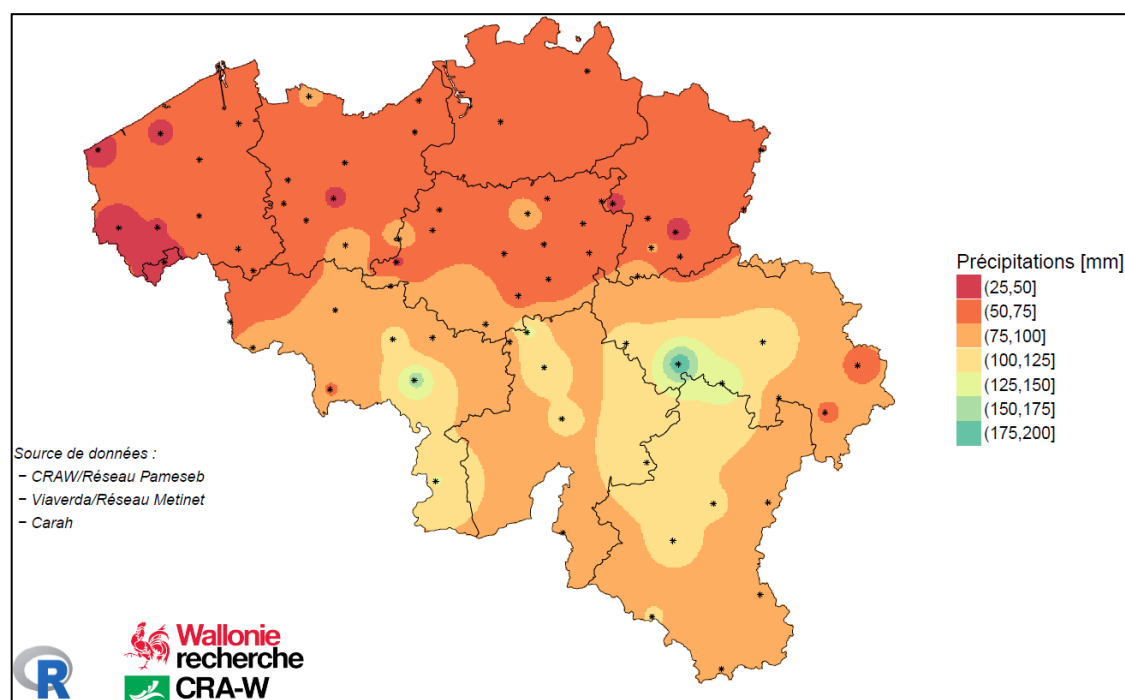 Précipitations [mm]
(25,50]
(50,75]
(75,100]
(100,125]
(125,150]
(150,175]
(175,200]
Source de données :
− CRAW/Réseau Pameseb
− Viaverda/Réseau Metinet
− Carah
R
Wallonie
recherche
CRA-W